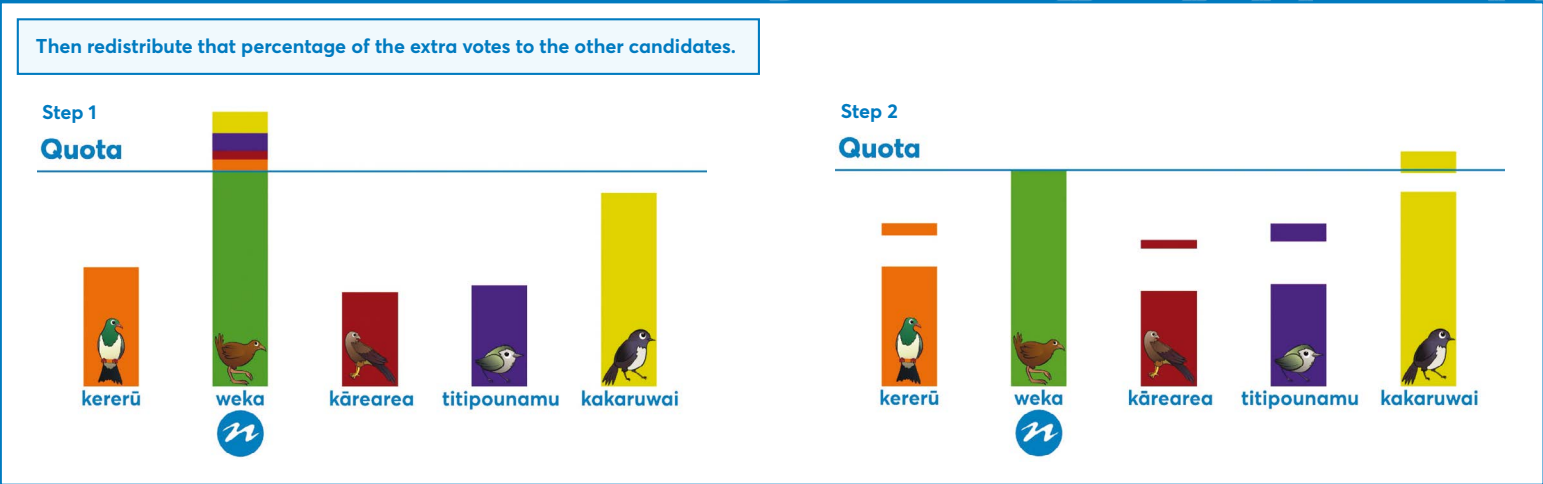 Then redistribute that percentage of the extra votes to the other candidates.
Step 1
Quota
kererū
weka
kārearea
titipounamu
kakaruwai
Step 2
Quota
kererū
weka
kārearea
titipounamu
kakaruwai